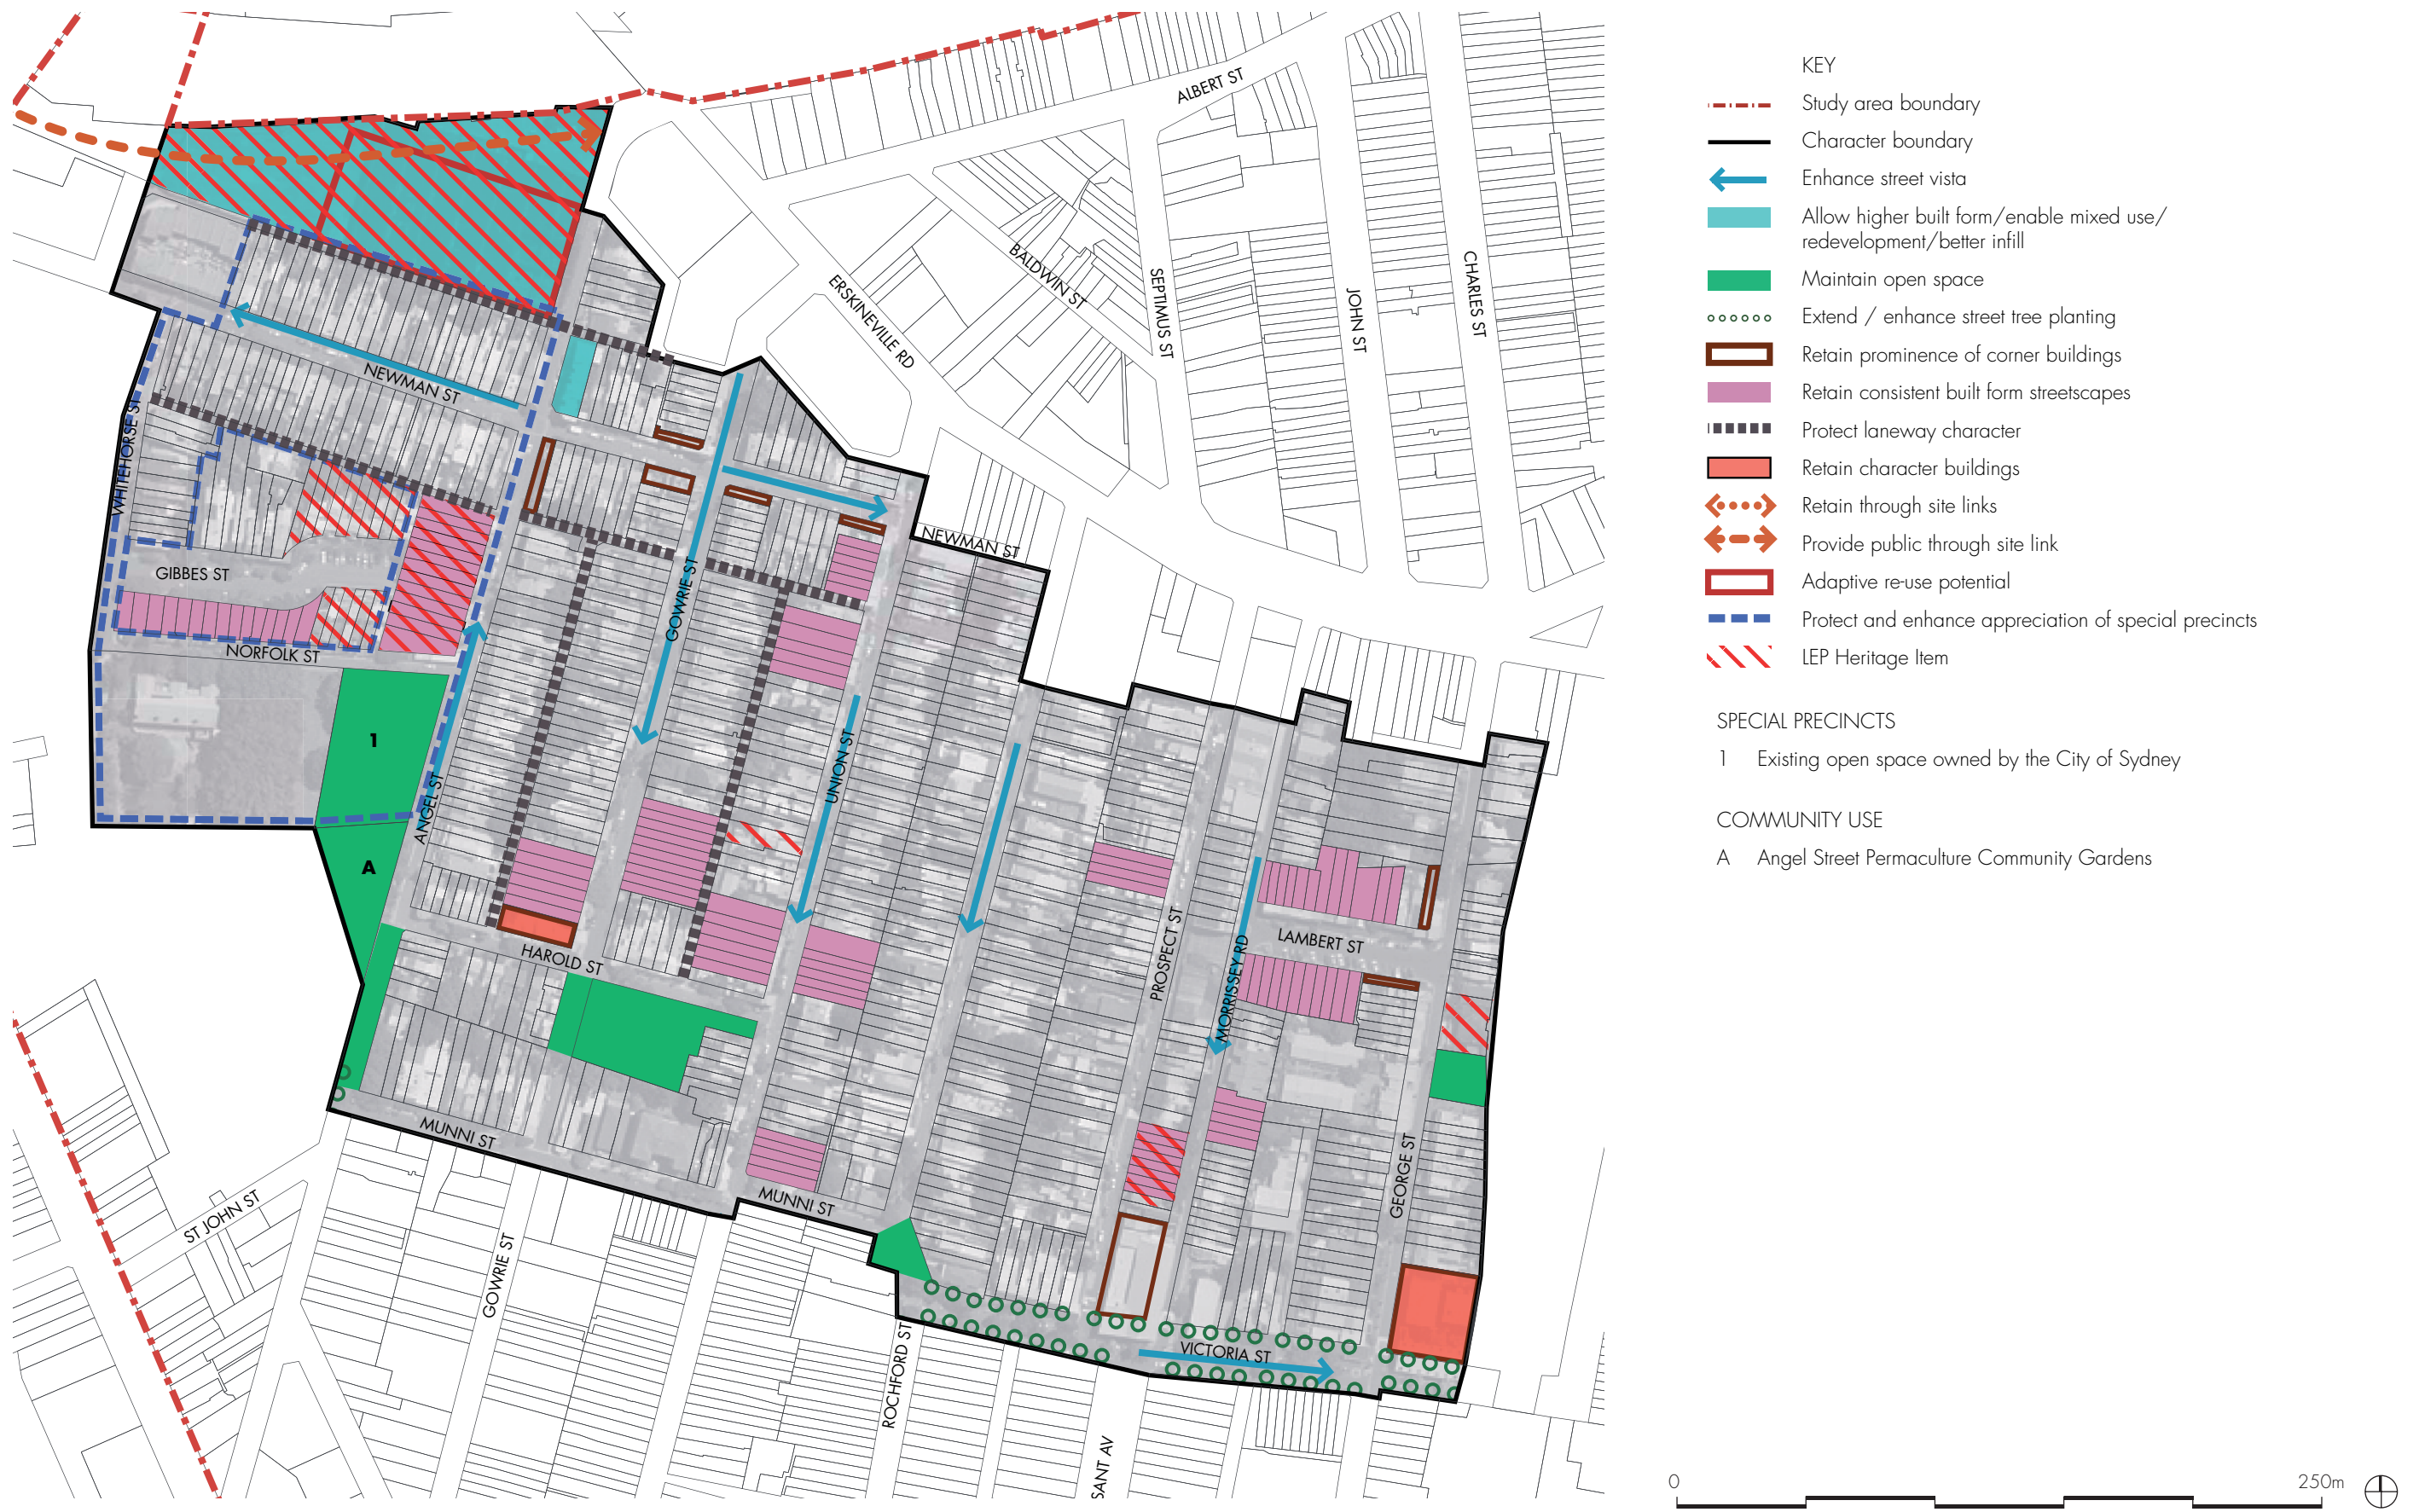 ALBERT ST
BALDWIN ST
SEPTIMUS ST
JOHN ST
CHARLES ST
ERSKINEVILLE RD
NEWMAN ST
WHITEHORSE ST
NEWMAN ST
GIBBES ST
GOWRIE ST
NORFOLK ST
1
UNION ST
ANGEL ST
A
PROSPECT ST
MORRISSEY RD
LAMBERT ST
HAROLD ST
MUNNI ST
GEORGE ST
MUNNI ST
ST JOHN ST
GOWRIE ST
ROCHFORD ST
VICTORIA ST
SANT AV
KEY
Study area boundary
Character boundary
Enhance street vista
Allow higher built form/enable mixed use/
redevelopment/better infill
Maintain open space
Extend / enhance street tree planting
Retain prominence of corner buildings
Retain consistent built form streetscapes
Protect laneway character
Retain character buildings
Retain through site links
Provide public through site link
Adaptive re-use potential
Protect and enhance appreciation of special precincts
LEP Heritage Item
SPECIAL PRECINCTS
1 Existing open space owned by the City of Sydney
COMMUNITY USE
A Angel Street Permaculture Community Gardens
0 250m